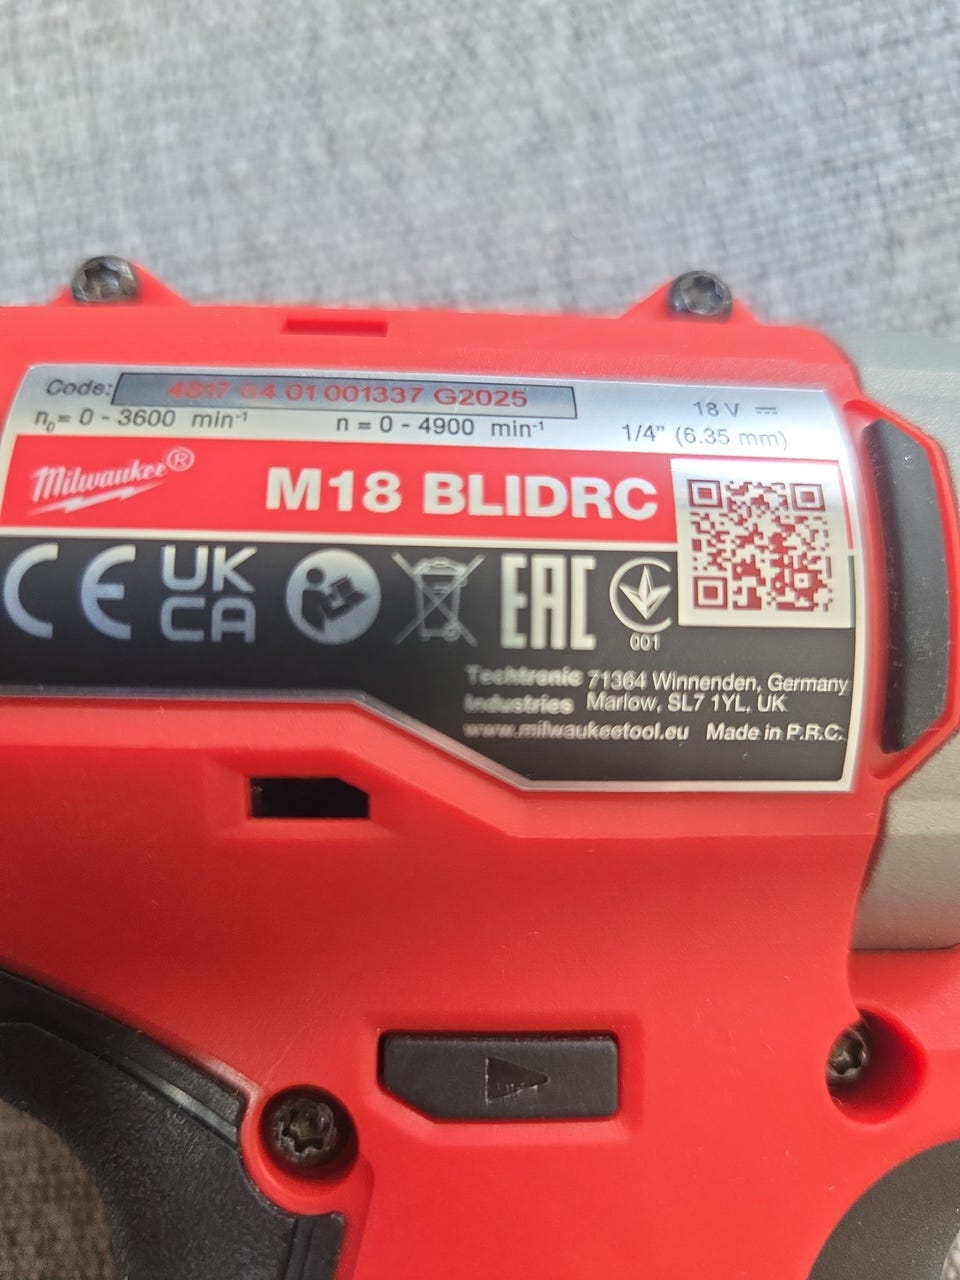 Code: 4817 64 01 001337 G2025
n₀= 0 - 3600 min⁻¹ n = 0 - 4900 min⁻¹
18 V ⎓
1/4" (6.35 mm)
Milwaukee®
M18 BLIDRC
CE UK CA EAC
001
Techtronic Industries
71364 Winnenden, Germany
Marlow, SL7 1YL, UK
www.milwaukeetool.eu Made in P.R.C.